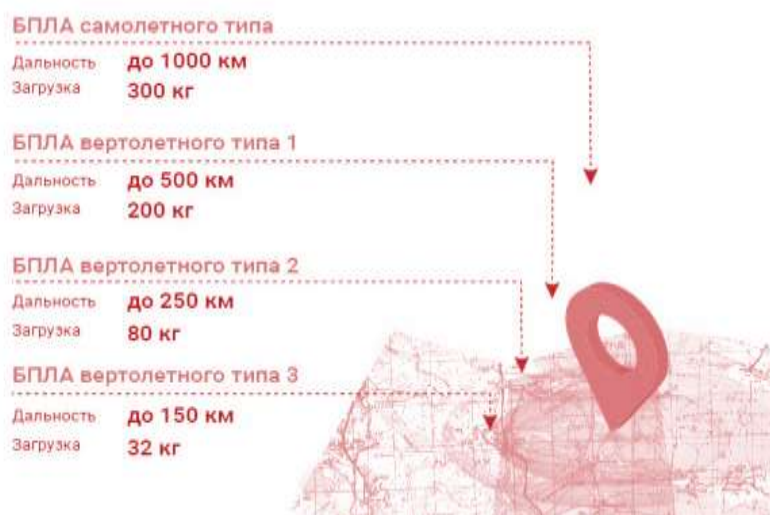 БПЛА самолетного типа
Дальность до 1000 км
Загрузка 300 кг
БПЛА вертолетного типа 1
Дальность до 500 км
Загрузка 200 кг
БПЛА вертолетного типа 2
Дальность до 250 км
Загрузка 80 кг
БПЛА вертолетного типа 3
Дальность до 150 км
Загрузка 32 кг